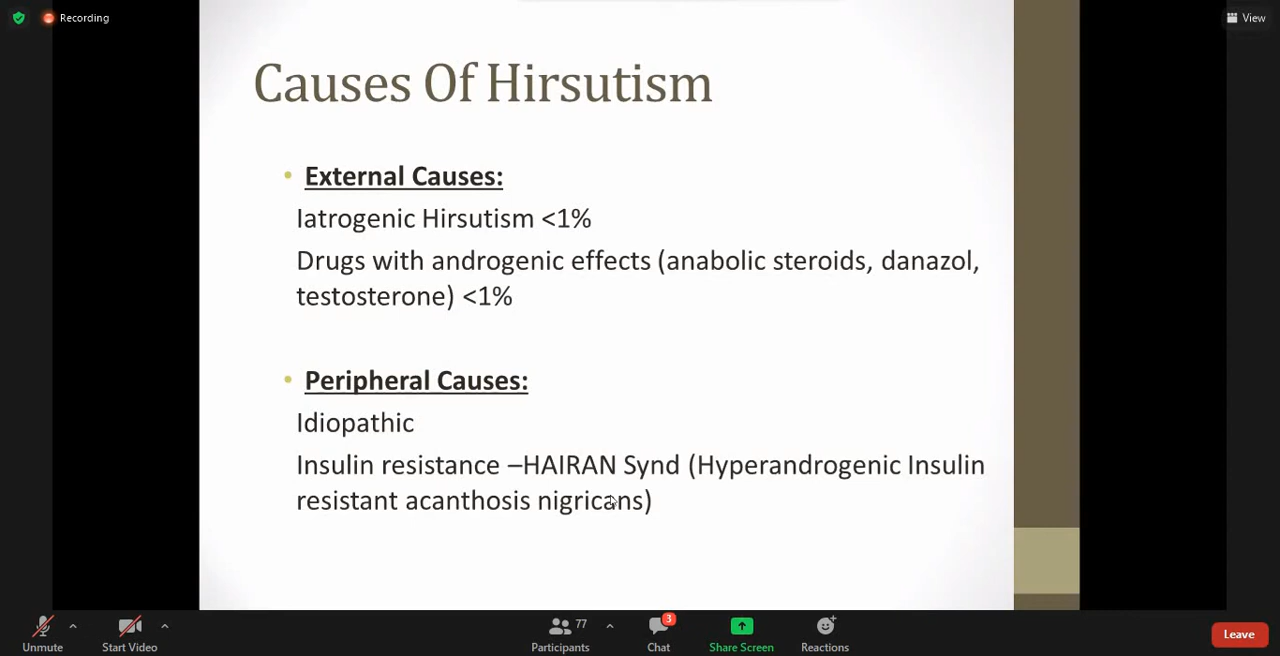 Recording
View
Causes Of Hirsutism
• External Causes:
Iatrogenic Hirsutism <1%
Drugs with androgenic effects (anabolic steroids, danazol,
testosterone) <1%
• Peripheral Causes:
Idiopathic
Insulin resistance –HAIRAN Synd (Hyperandrogenic Insulin
resistant acanthosis nigricans)
77
3
Unmute
Start Video
Participants
Chat
Share Screen
Reactions
Leave